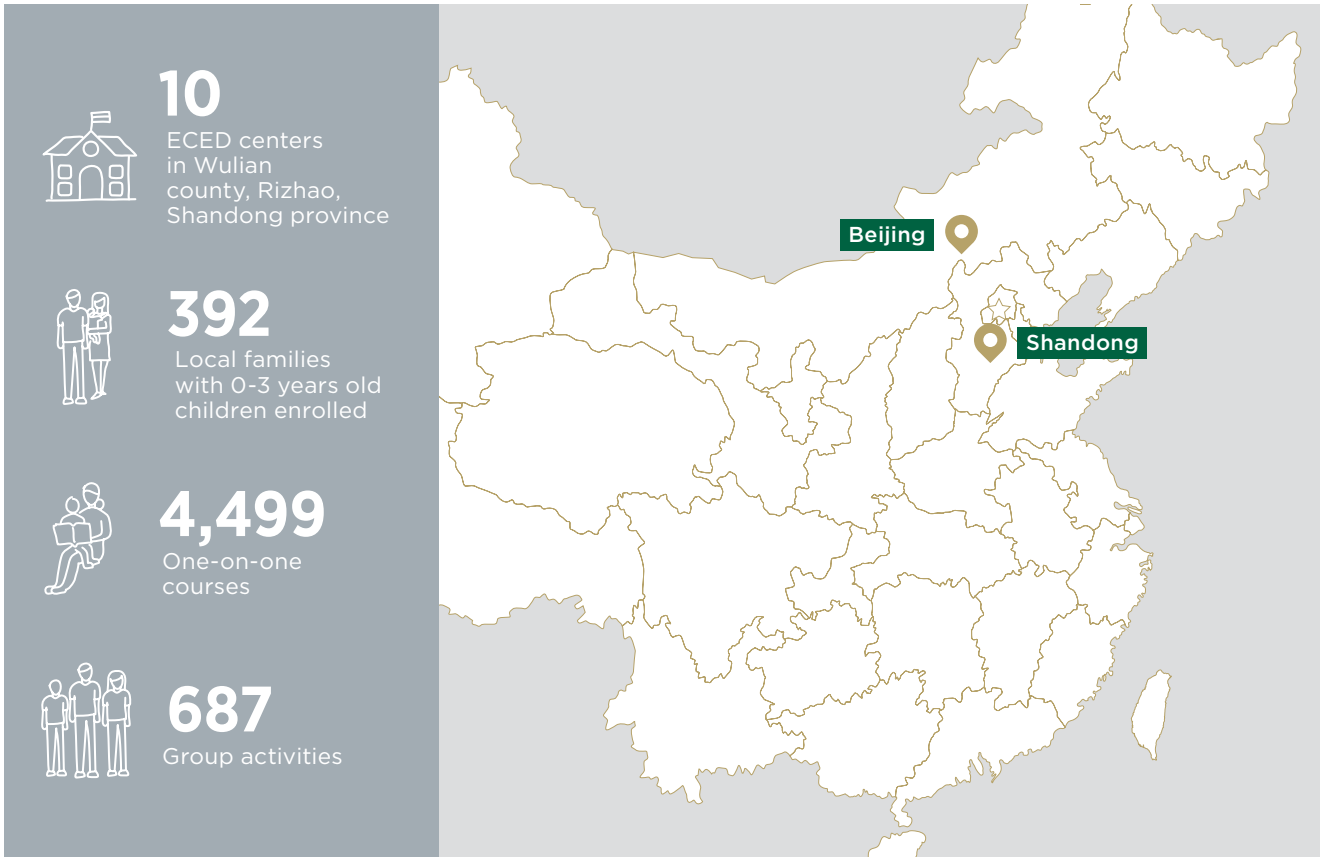 10
ECED centers
in Wulian
county, Rizhao,
Shandong province
392
Local families
with 0-3 years old
children enrolled
4,499
One-on-one
courses
687
Group activities
Beijing
Shandong